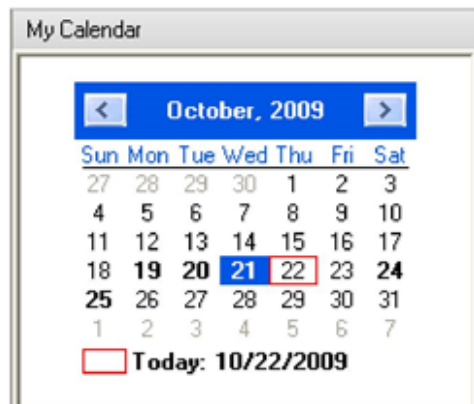 My Calendar
< October, 2009 >
Sun Mon Tue Wed Thu Fri Sat
27 28 29 30 1 2 3
4 5 6 7 8 9 10
11 12 13 14 15 16 17
18 19 20 21 22 23 24
25 26 27 28 29 30 31
1 2 3 4 5 6 7
Today: 10/22/2009